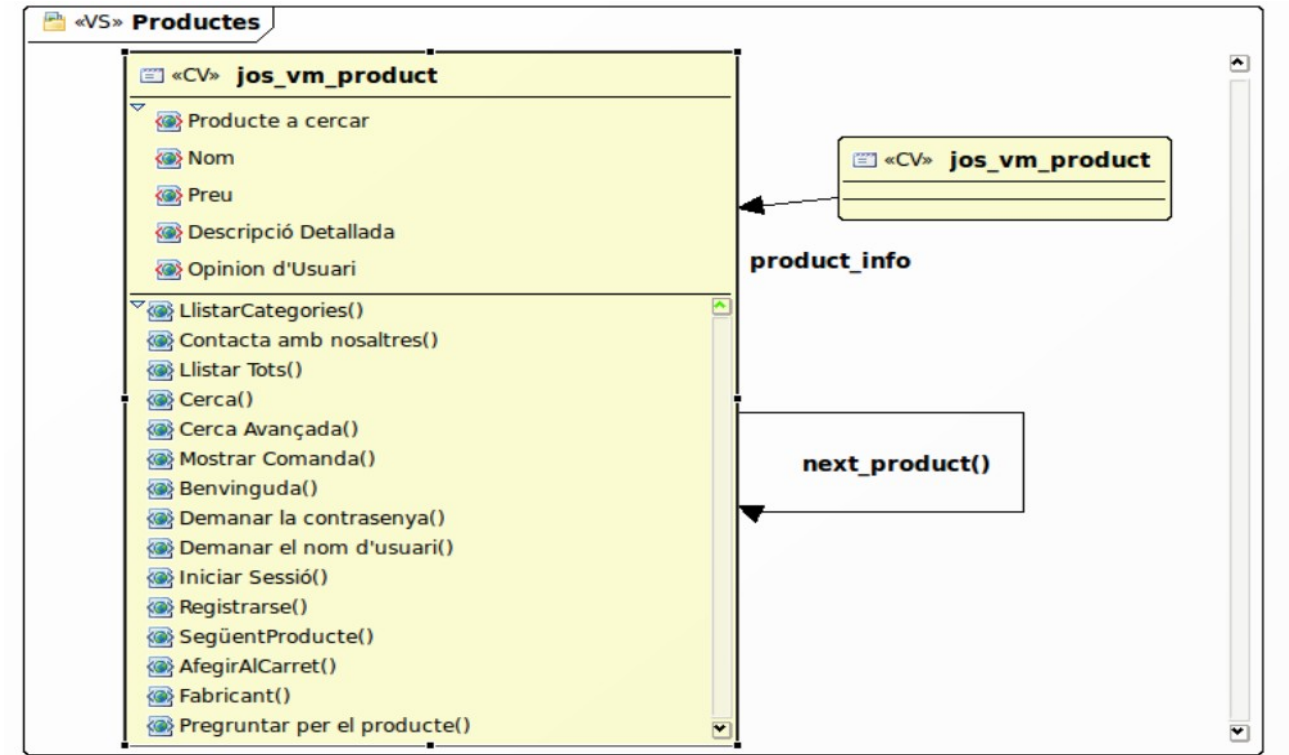 «VS» Productes
«CV» jos_vm_product
Producte a cercar
Nom
Preu
Descripció Detallada
Opinion d'Usuari
LlistarCategories()
Contacta amb nosaltres()
Llistar Tots()
Cerca()
Cerca Avançada()
Mostrar Comanda()
Benvinguda()
Demanar la contrasenya()
Demanar el nom d'usuari()
Iniciar Sessió()
Registrarse()
SegüentProducte()
AfegirAlCarret()
Fabricant()
Pregruntar per el producte()
«CV» jos_vm_product
product_info
next_product()